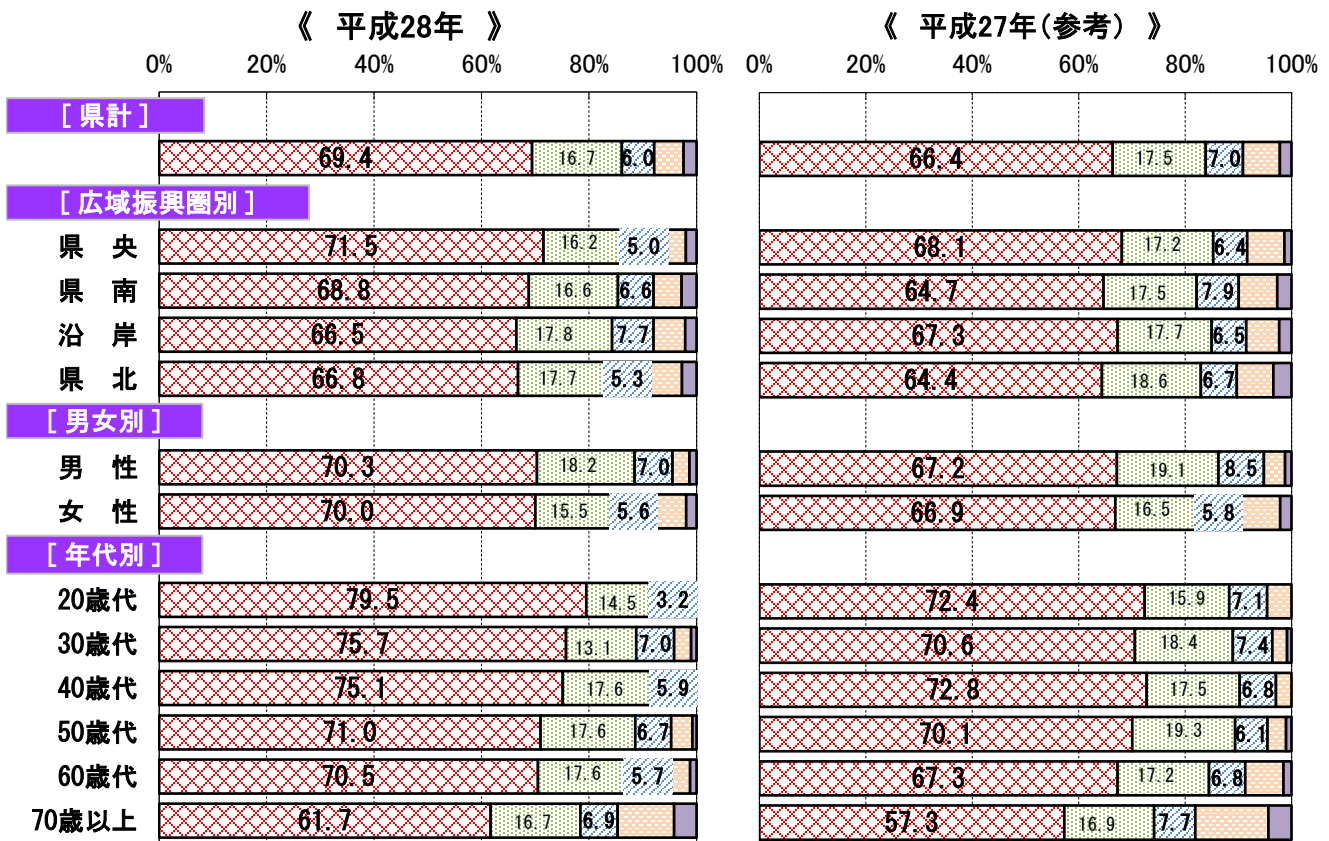 《 平成28年 》 《 平成27年(参考) 》
0% 20% 40% 60% 80% 100% 0% 20% 40% 60% 80% 100%
[ 県計 ]
69.4 16.7 6.0 66.4 17.5 7.0
[ 広域振興圏別 ]
県 央 71.5 16.2 5.0 68.1 17.2 6.4
県 南 68.8 16.6 6.6 64.7 17.5 7.9
沿 岸 66.5 17.8 7.7 67.3 17.7 6.5
県 北 66.8 17.7 5.3 64.4 18.6 6.7
[ 男女別 ]
男 性 70.3 18.2 7.0 67.2 19.1 8.5
女 性 70.0 15.5 5.6 66.9 16.5 5.8
[ 年代別 ]
20歳代 79.5 14.5 3.2 72.4 15.9 7.1
30歳代 75.7 13.1 7.0 70.6 18.4 7.4
40歳代 75.1 17.6 5.9 72.8 17.5 6.8
50歳代 71.0 17.6 6.7 70.1 19.3 6.1
60歳代 70.5 17.6 5.7 67.3 17.2 6.8
70歳以上 61.7 16.7 6.9 57.3 16.9 7.7